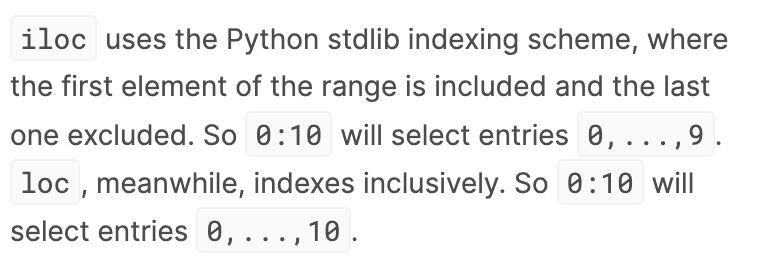 iloc uses the Python stdlib indexing scheme, where
the first element of the range is included and the last
one excluded. So 0:10 will select entries 0,...,9 .
loc , meanwhile, indexes inclusively. So 0:10 will
select entries 0,...,10 .